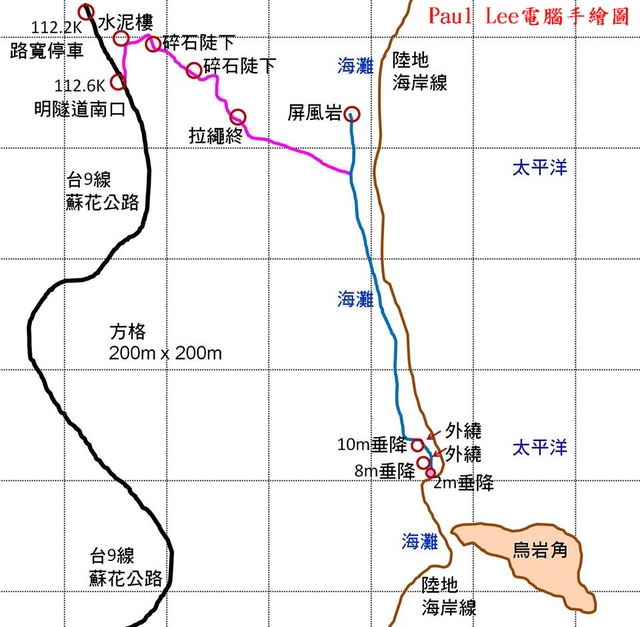 Paul Lee電腦手繪圖
112.2K
路寬停車
水泥樓
碎石陡下
碎石陡下
112.6K
明隧道南口
拉繩終
屏風岩
海灘
陸地
海岸線
太平洋
台9線
蘇花公路
海灘
方格
200m x 200m
外繞
10m垂降
外繞
8m垂降
2m垂降
太平洋
海灘
烏岩角
台9線
蘇花公路
陸地
海岸線